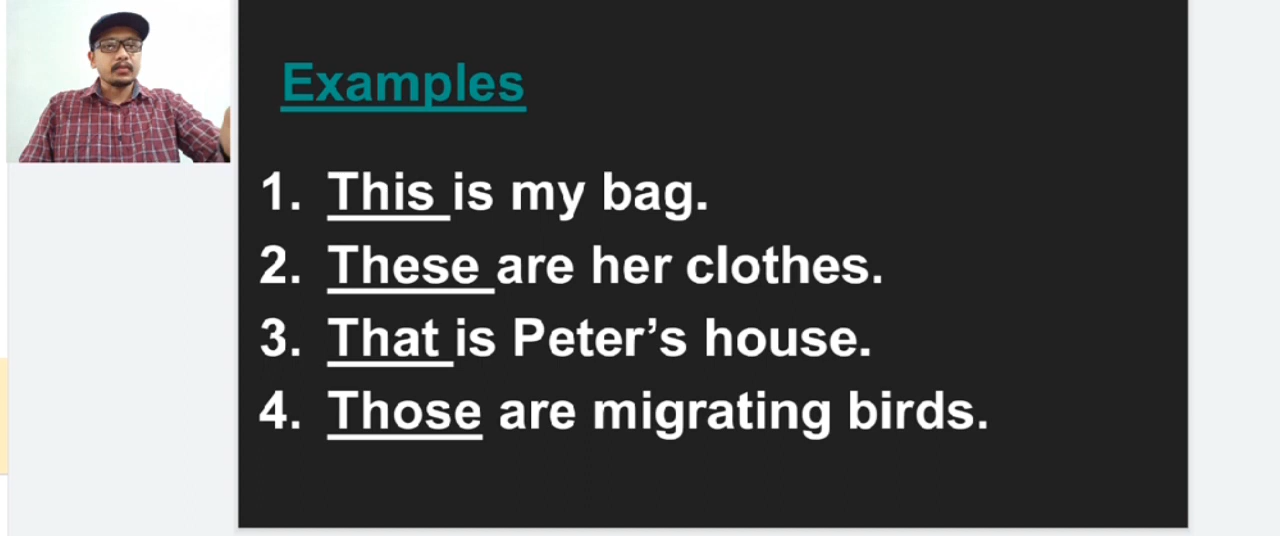 Examples
1. This is my bag.
2. These are her clothes.
3. That is Peter’s house.
4. Those are migrating birds.